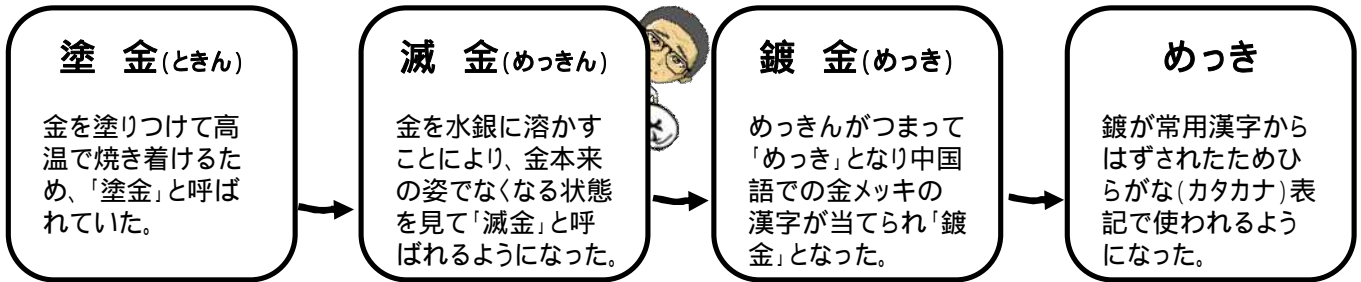 塗　金(ときん)
金を塗りつけて高
温で焼き着けるた
め、「塗金」と呼ば
れていた。
滅　金(めっきん)
金を水銀に溶かす
ことにより、金本来
の姿でなくなる状態
を見て「滅金」と呼
ばれるようになった。
鍍　金(めっき)
めっきんがつまって
「めっき」となり中国
語での金メッキの
漢字が当てられ「鍍
金」となった。
めっき
鍍が常用漢字から
はずされたためひ
らがな(カタカナ)表
記で使われるよう
になった。